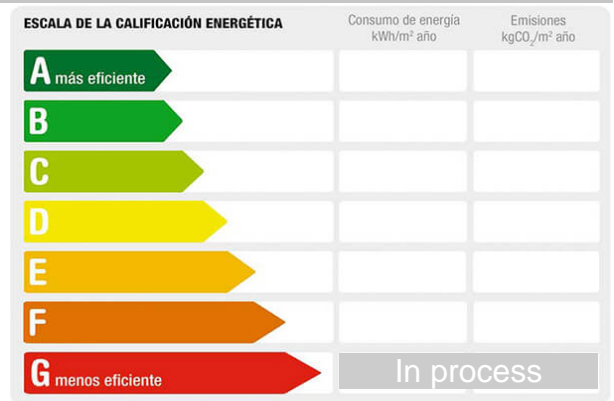 ESCALA DE LA CALIFICACIÓN ENERGÉTICA
Consumo de energía
kWh/m² año
Emisiones
kgCO₂/m² año
A más eficiente
B
C
D
E
F
G menos eficiente
In process